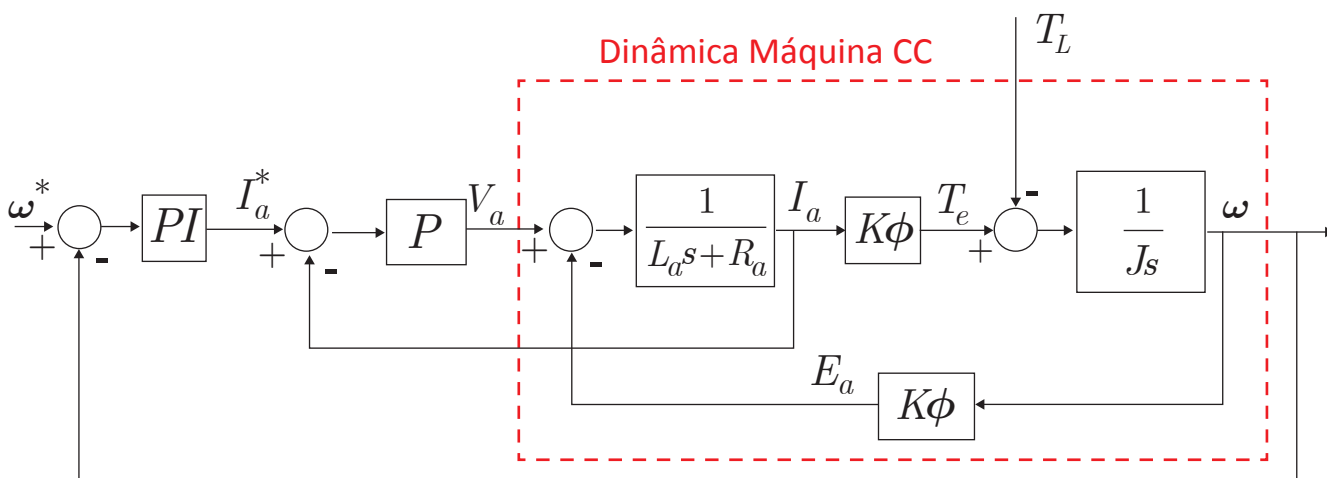 Dinâmica Máquina CC
T_L
ω*
+
-
PI
I_a^*
+
-
P
V_a
+
-
1
L_a s+R_a
I_a
Kϕ
T_e
+
-
1
Js
ω
E_a
Kϕ